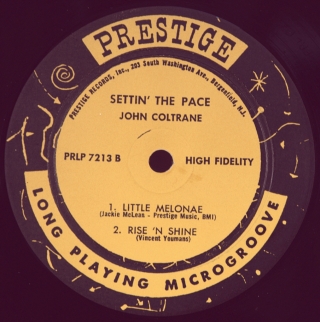 PRESTIGE
PRESTIGE RECORDS, Inc., 203 South Washington Ave., Bergenfield, N.J.
SETTIN' THE PACE
JOHN COLTRANE
PRLP 7213 B HIGH FIDELITY
1. LITTLE MELONAE
(Jackie McLean - Prestige Music, BMI)
2. RISE 'N SHINE
(Vincent Youmans)
LONG PLAYING MICROGROOVE